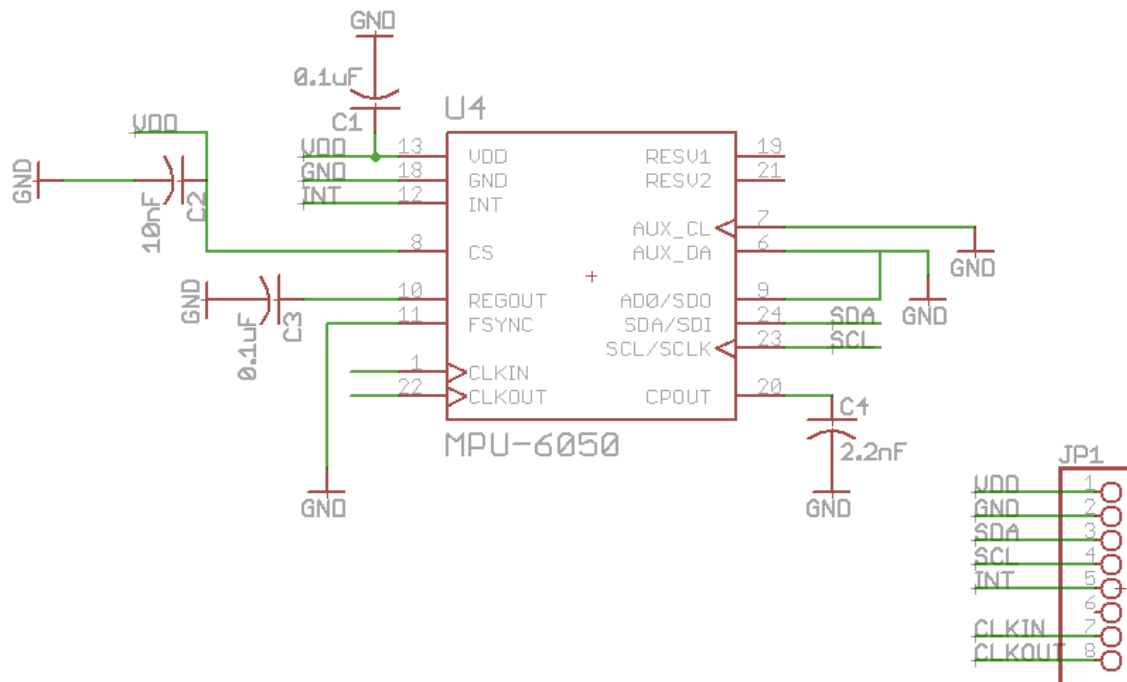 GND
0.1uF
C1
U4
VDD
GND
10nF
C2
VDD
GND
INT
13
18
12
8
10
11
1
22
VDD
GND
INT
CS
REGOUT
FSYNC
CLKIN
CLKOUT
RESV1
RESV2
AUX_CL
AUX_DA
AD0/SDO
SDA/SDI
SCL/SCLK
CPOUT
19
21
7
6
9
24
23
20
GND
GND
SDA
SCL
GND
0.1uF
C3
MPU-6050
GND
C4
2.2nF
GND
JP1
VDD 1
GND 2
SDA 3
SCL 4
INT 5
6
CLKIN 7
CLKOUT 8